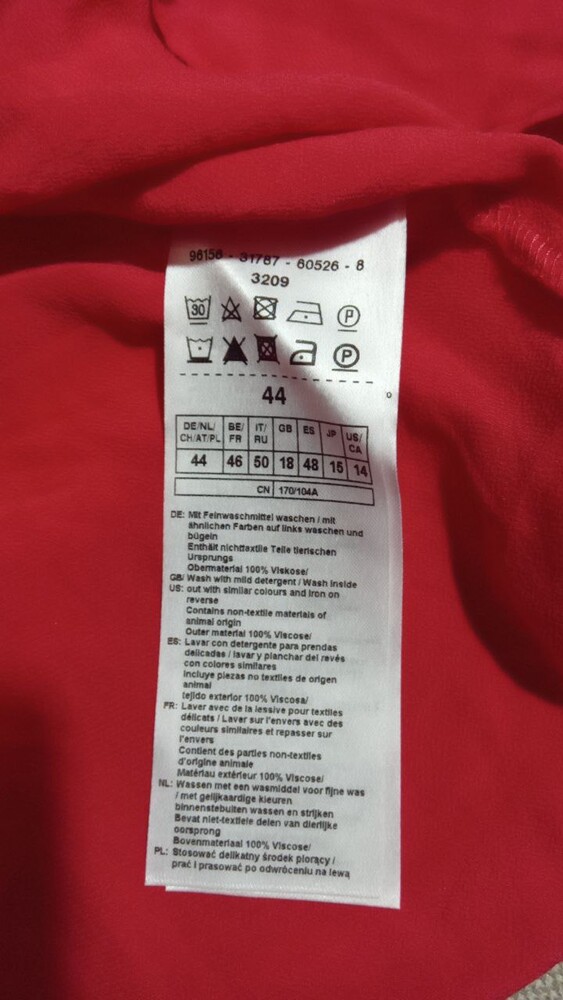 96156 - 31787 - 60526 - 8
3209
30 P
P
44
DE/NL/ BE/ IT/ GB ES JP US/
CH/AT/PL FR RU CA
44 46 50 18 48 15 14
CN 170/104A
DE: Mit Feinwaschmittel waschen / mit
ähnlichen Farben auf links waschen und
bügeln
Enthält nichttextile Teile tierischen
Ursprungs
Obermaterial 100% Viskose/
GB/ Wash with mild detergent / Wash inside
US: out with similar colours and iron on
reverse
Contains non-textile materials of
animal origin
Outer material 100% Viscose/
ES: Lavar con detergente para prendas
delicadas / lavar y planchar del revés
con colores similares
incluye piezas no textiles de origen
animal
tejido exterior 100% Viscosa/
FR: Laver avec de la lessive pour textiles
délicats / Laver sur l'envers avec des
couleurs similaires et repasser sur
l'envers
Contient des parties non-textiles
d'origine animale
Matériau extérieur 100% Viscose/
NL: Wassen met een wasmiddel voor fijne was
/ met gelijkaardige kleuren
binnenstebuiten wassen en strijken
Bevat niet-textiele delen van dierlijke
oorsprong
Bovenmateriaal 100% Viscose/
PL: Stosować delikatny środek piorący /
prać i prasować po odwróceniu na lewą